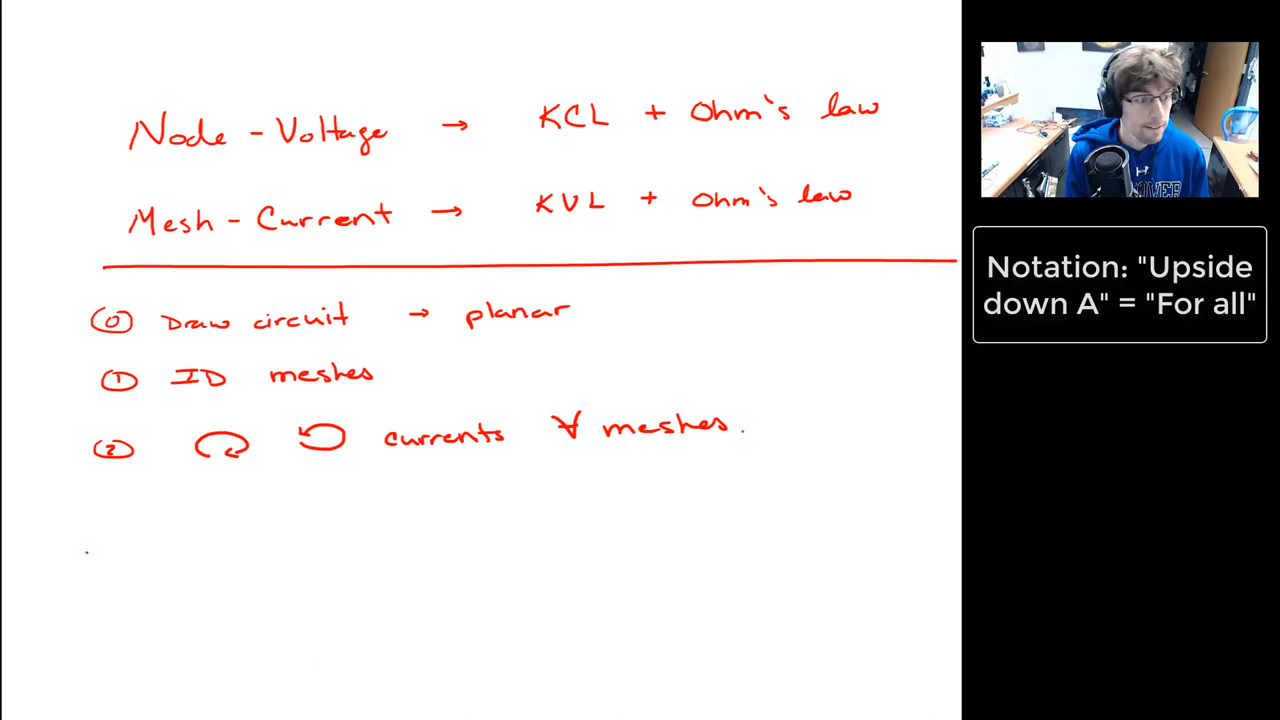 Node - Voltage → KCL + Ohm's law
Mesh - Current → KVL + Ohm's law
⓪ Draw circuit → planar
① ID meshes
② ↻ ↺ currents ∀ meshes.
Notation: "Upside
down A" = "For all"